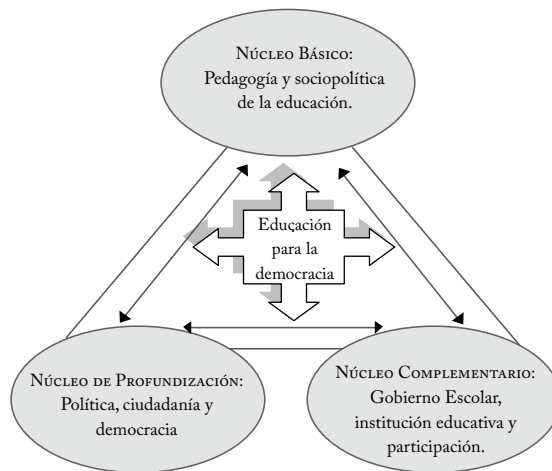 NÚCLEO BÁSICO:
Pedagogía y sociopolítica
de la educación.
Educación
para la
democracia
NÚCLEO DE PROFUNDIZACIÓN:
Política, ciudadanía y
democracia
NÚCLEO COMPLEMENTARIO:
Gobierno Escolar,
institución educativa y
participación.